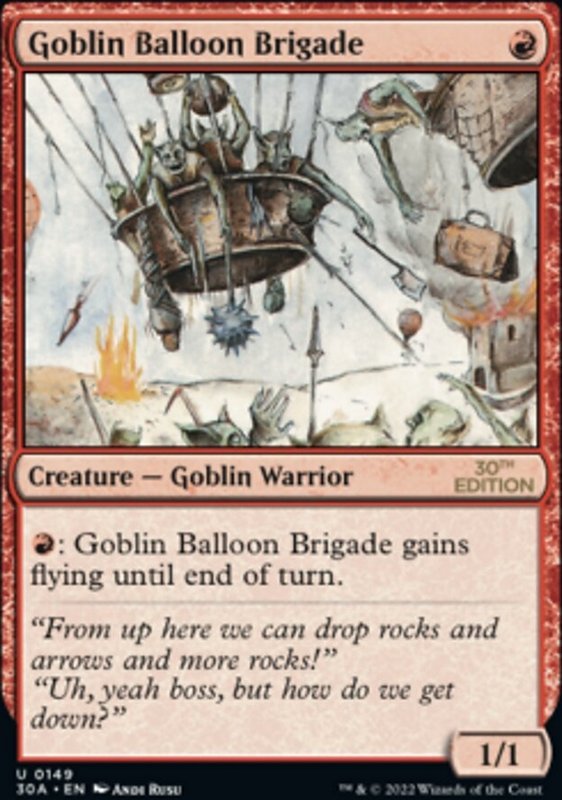 Goblin Balloon Brigade
Creature — Goblin Warrior
30TH
EDITION
: Goblin Balloon Brigade gains
flying until end of turn.
“From up here we can drop rocks and
arrows and more rocks!”
“Uh, yeah boss, but how do we get
down?”
1/1
U 0149
30A • EN Andi Rusu
™ & © 2022 Wizards of the Coast